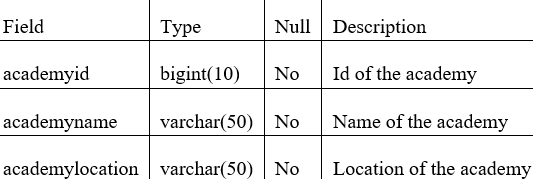 Field Type Null Description
academyid bigint(10) No Id of the academy
academyname varchar(50) No Name of the academy
academylocation varchar(50) No Location of the academy